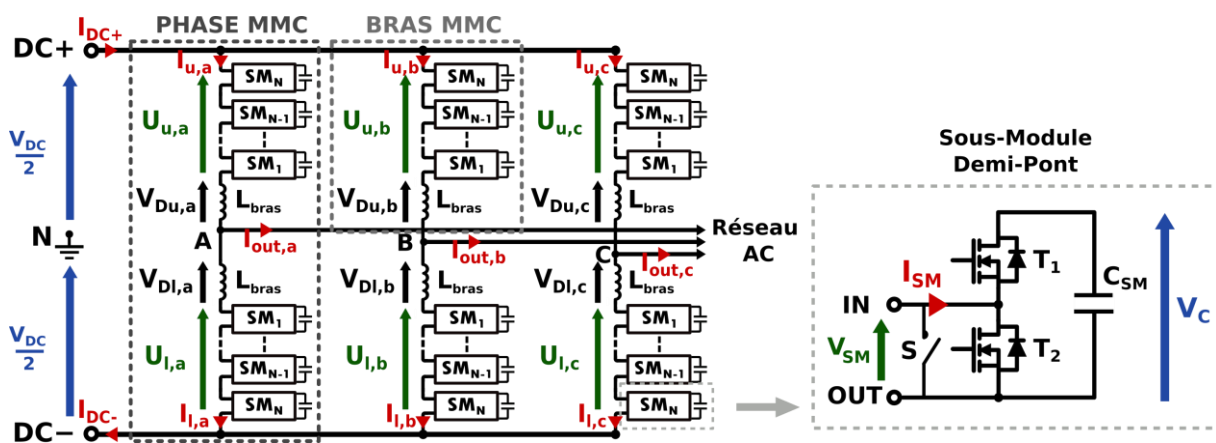 PHASE MMC
BRAS MMC
I_DC+
DC+
I_u,a
SM_N
I_u,b
SM_N
I_u,c
SM_N
U_u,a
SM_N-1
U_u,b
SM_N-1
U_u,c
SM_N-1
SM_1
SM_1
SM_1
V_DC
2
V_Du,a
L_bras
V_Du,b
L_bras
V_Du,c
L_bras
N
A
I_out,a
B
I_out,b
C
I_out,c
Réseau
AC
V_Dl,a
L_bras
V_Dl,b
L_bras
V_Dl,c
L_bras
V_DC
2
SM_1
SM_1
SM_1
U_l,a
SM_N-1
U_l,b
SM_N-1
U_l,c
SM_N-1
SM_N
SM_N
SM_N
I_DC-
DC−
I_l,a
I_l,b
I_l,c
Sous-Module
Demi-Pont
T_1
I_SM
C_SM
IN
V_C
V_SM
S
T_2
OUT